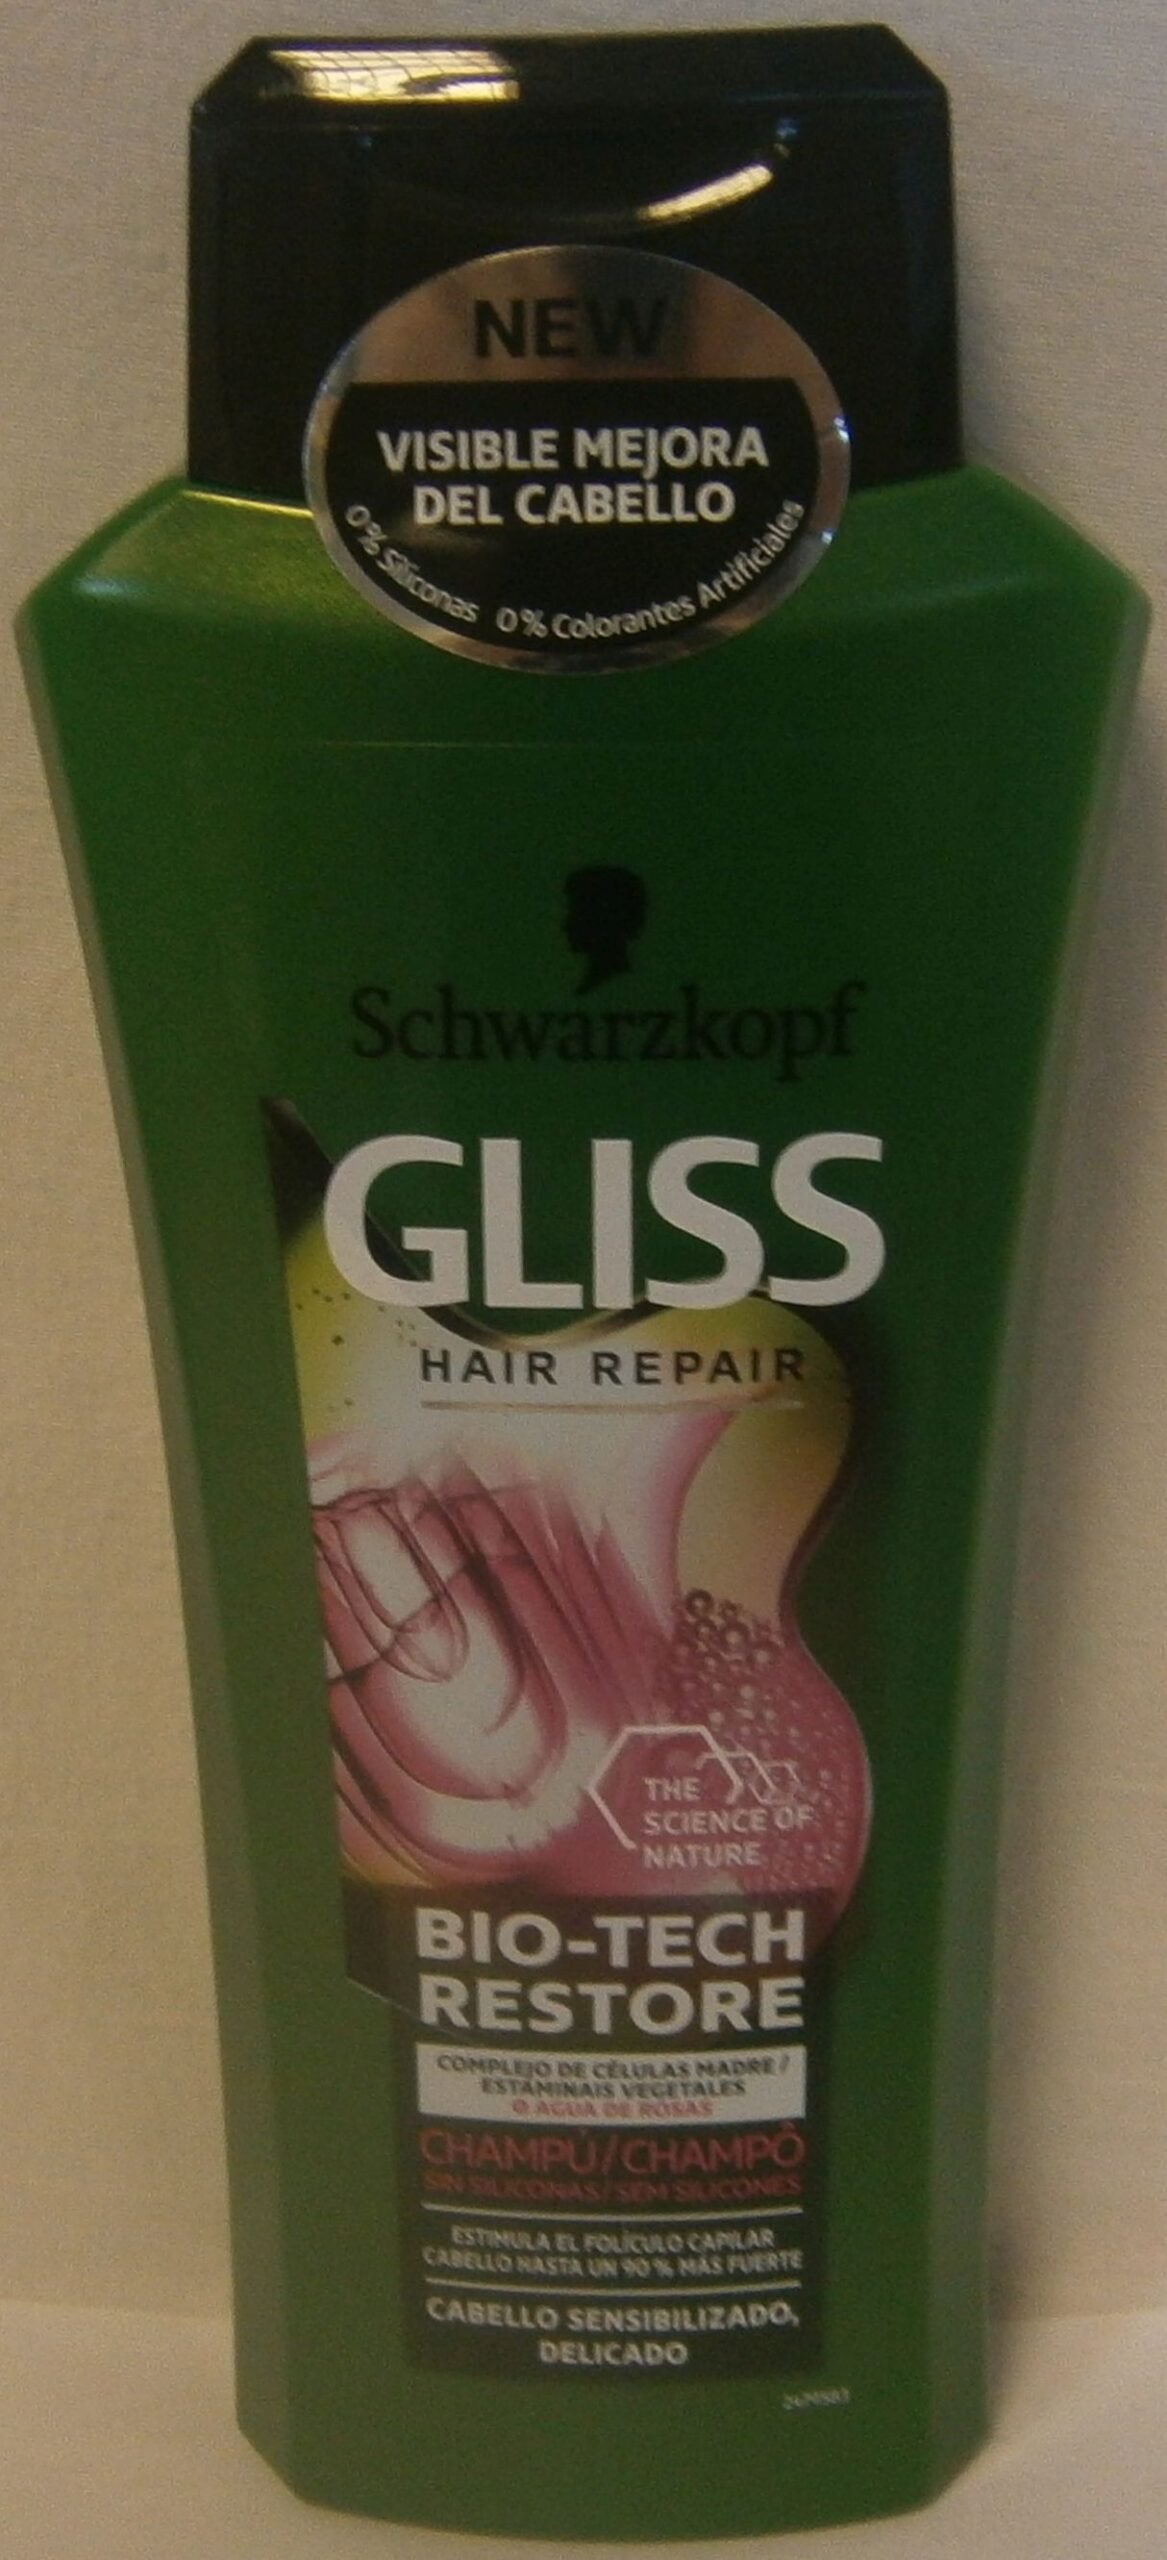 NEW
VISIBLE MEJORA
DEL CABELLO
0% Siliconas 0% Colorantes Artificiales
Schwarzkopf
GLISS
HAIR REPAIR
THE
SCIENCE OF
NATURE
BIO-TECH
RESTORE
COMPLEJO DE CÉLULAS MADRE /
ESTAMINAIS VEGETALES
AGUA DE ROSAS
CHAMPÚ/CHAMPÔ
SIN SILICONAS/SEM SILICONES
ESTIMULA EL FOLÍCULO CAPILAR
CABELLO HASTA UN 90 % MÁS FUERTE
CABELLO SENSIBILIZADO,
DELICADO